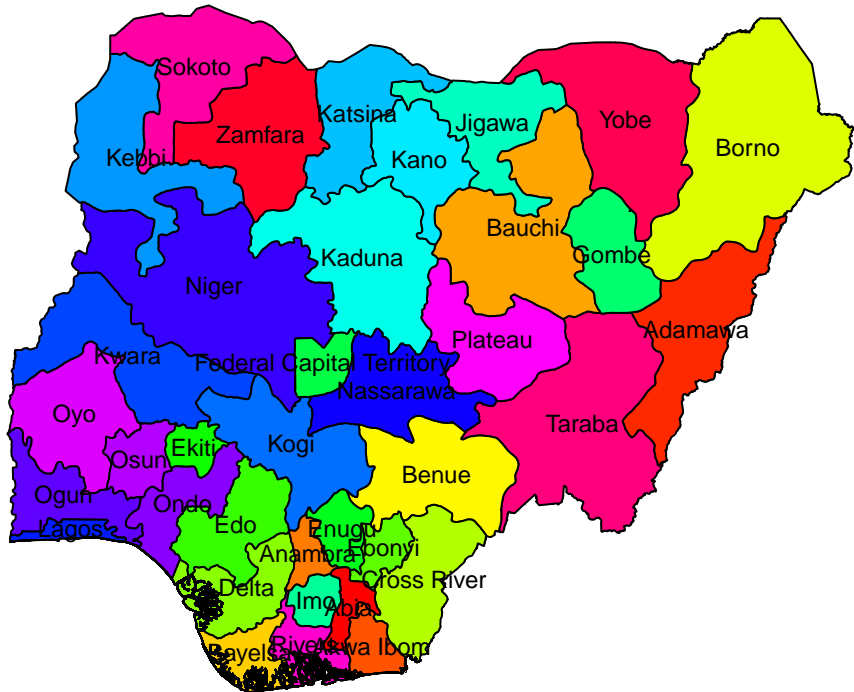 Sokoto
Katsina
Jigawa
Yobe
Borno
Zamfara
Kebbi
Kano
Bauchi
Gombe
Kaduna
Niger
Adamawa
Plateau
Kwara
Federal Capital Territory
Nassarawa
Oyo
Taraba
Ekiti
Kogi
Osun
Benue
Ogun
Ondo
Lagos
Edo
Enugu
Ebonyi
Anambra
Cross River
Delta
Imo
Abia
Bayelsa
Rivers
Akwa Ibom